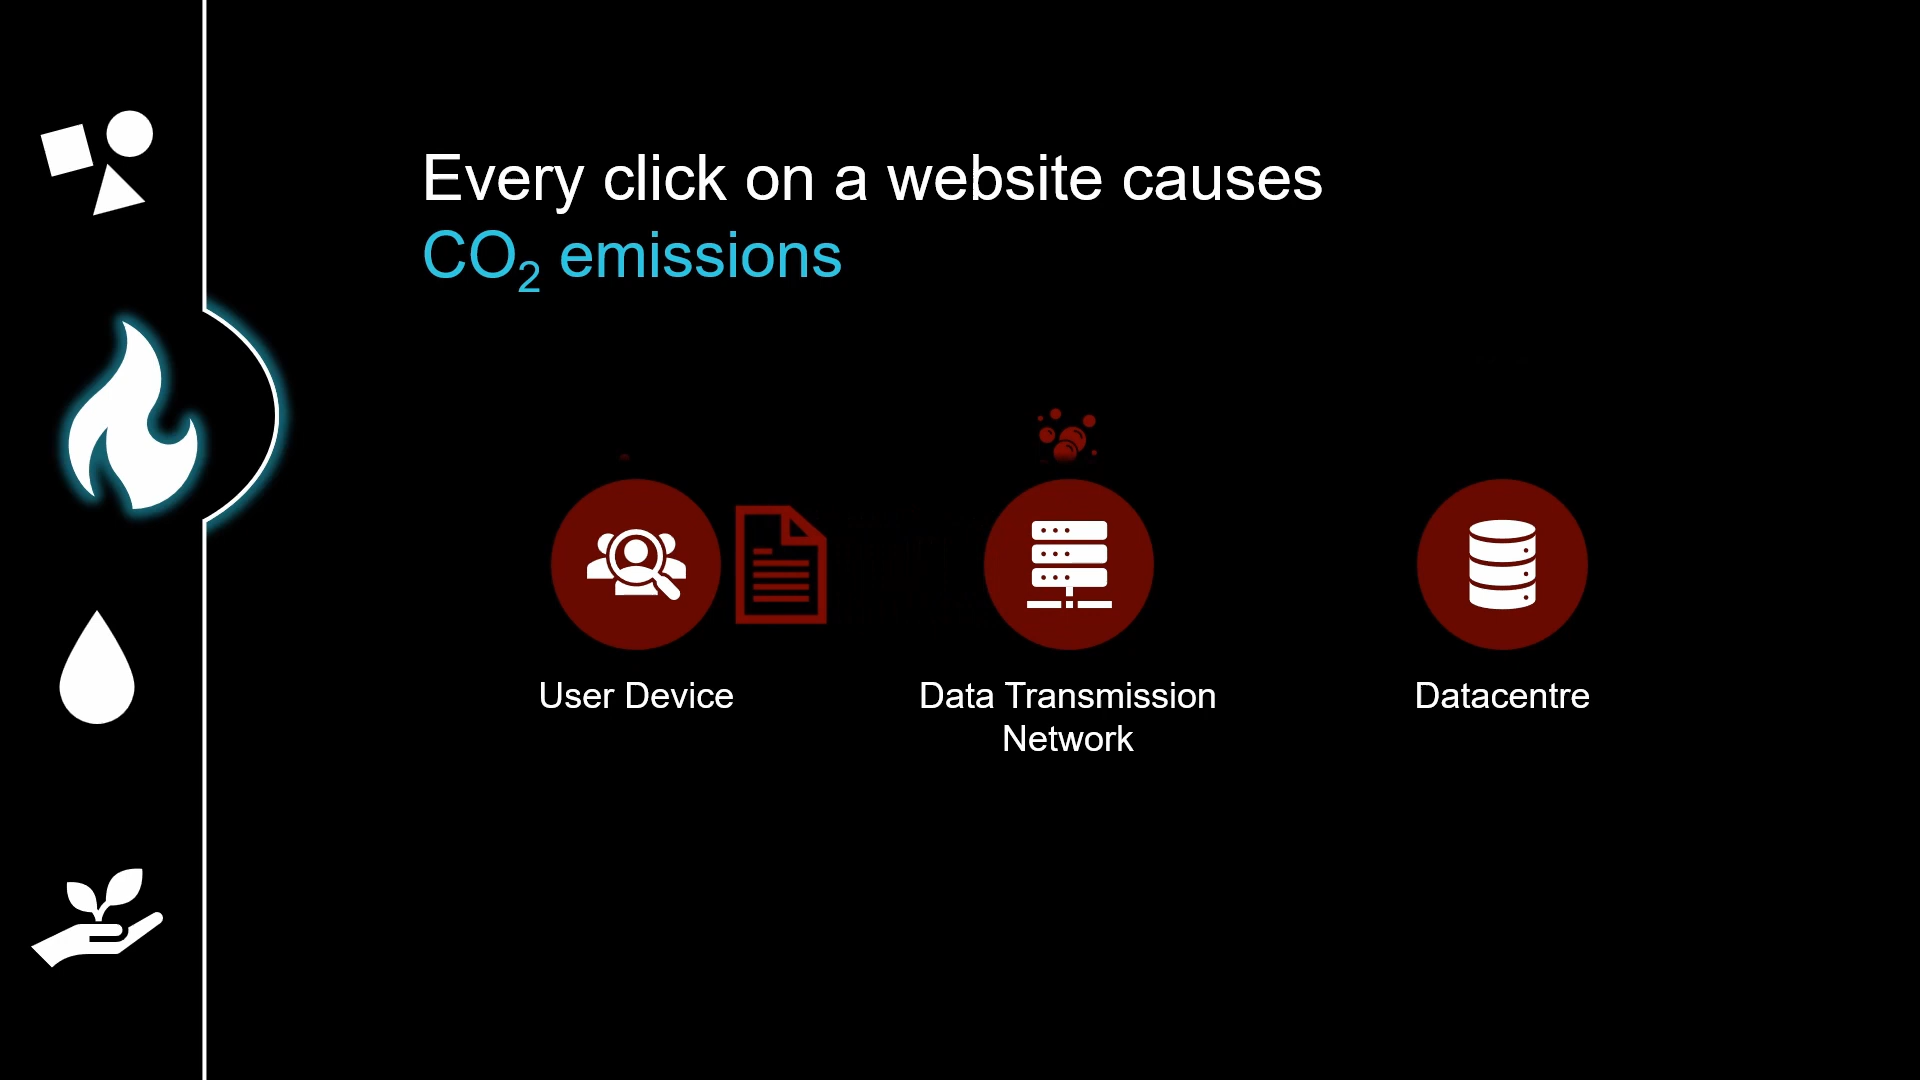 Every click on a website causes
CO₂ emissions
User Device
Data Transmission
Network
Datacentre